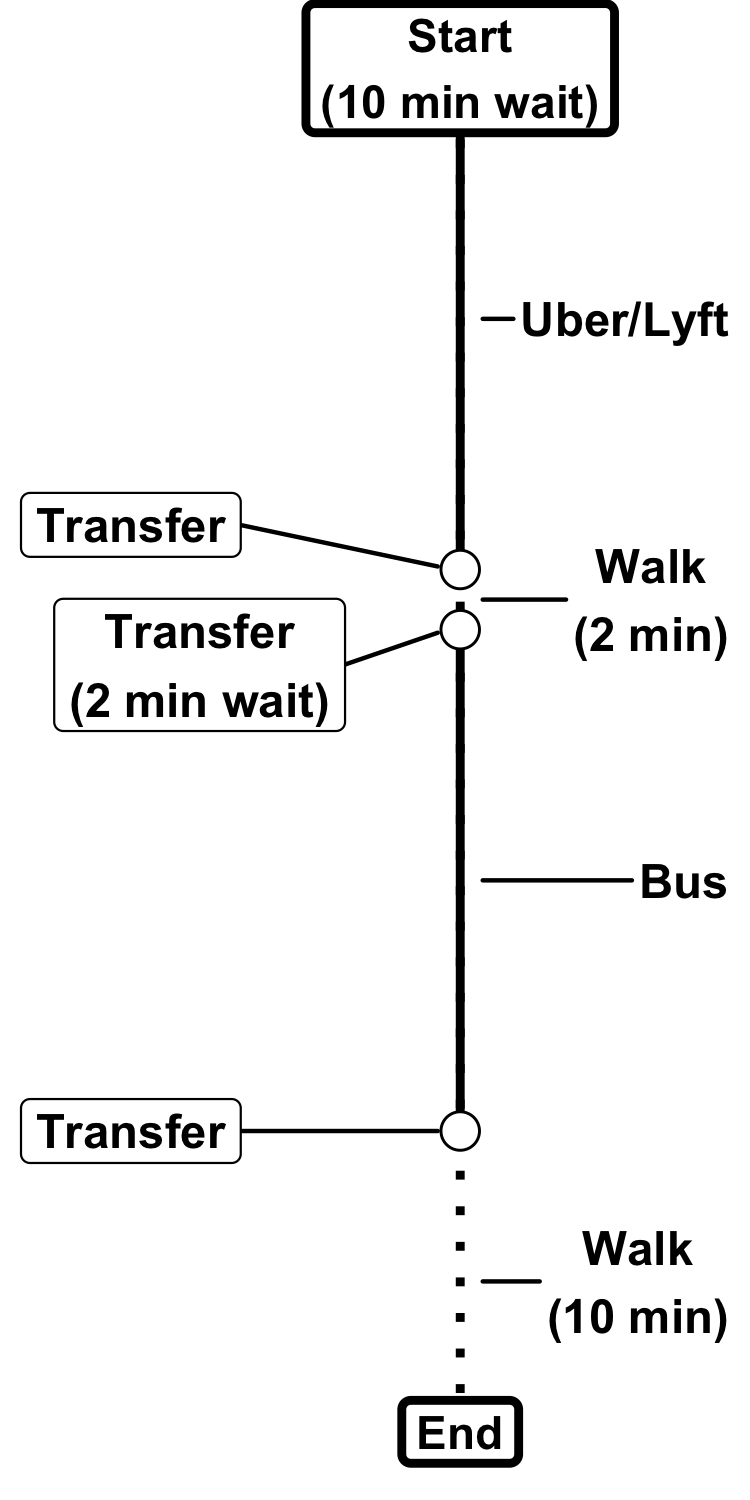 Start
(10 min wait)
Uber/Lyft
Transfer
Walk
(2 min)
Transfer
(2 min wait)
Bus
Transfer
Walk
(10 min)
End